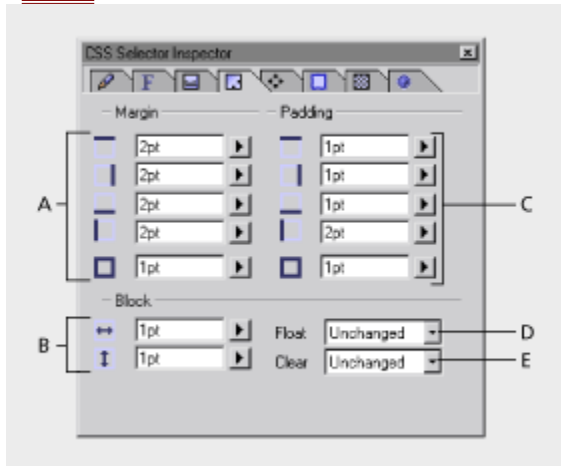 CSS Selector Inspector
F
Margin Padding
2pt 1pt
2pt 1pt
A 2pt 1pt C
2pt 2pt
1pt 1pt
Block
B 1pt Float Unchanged D
1pt Clear Unchanged E